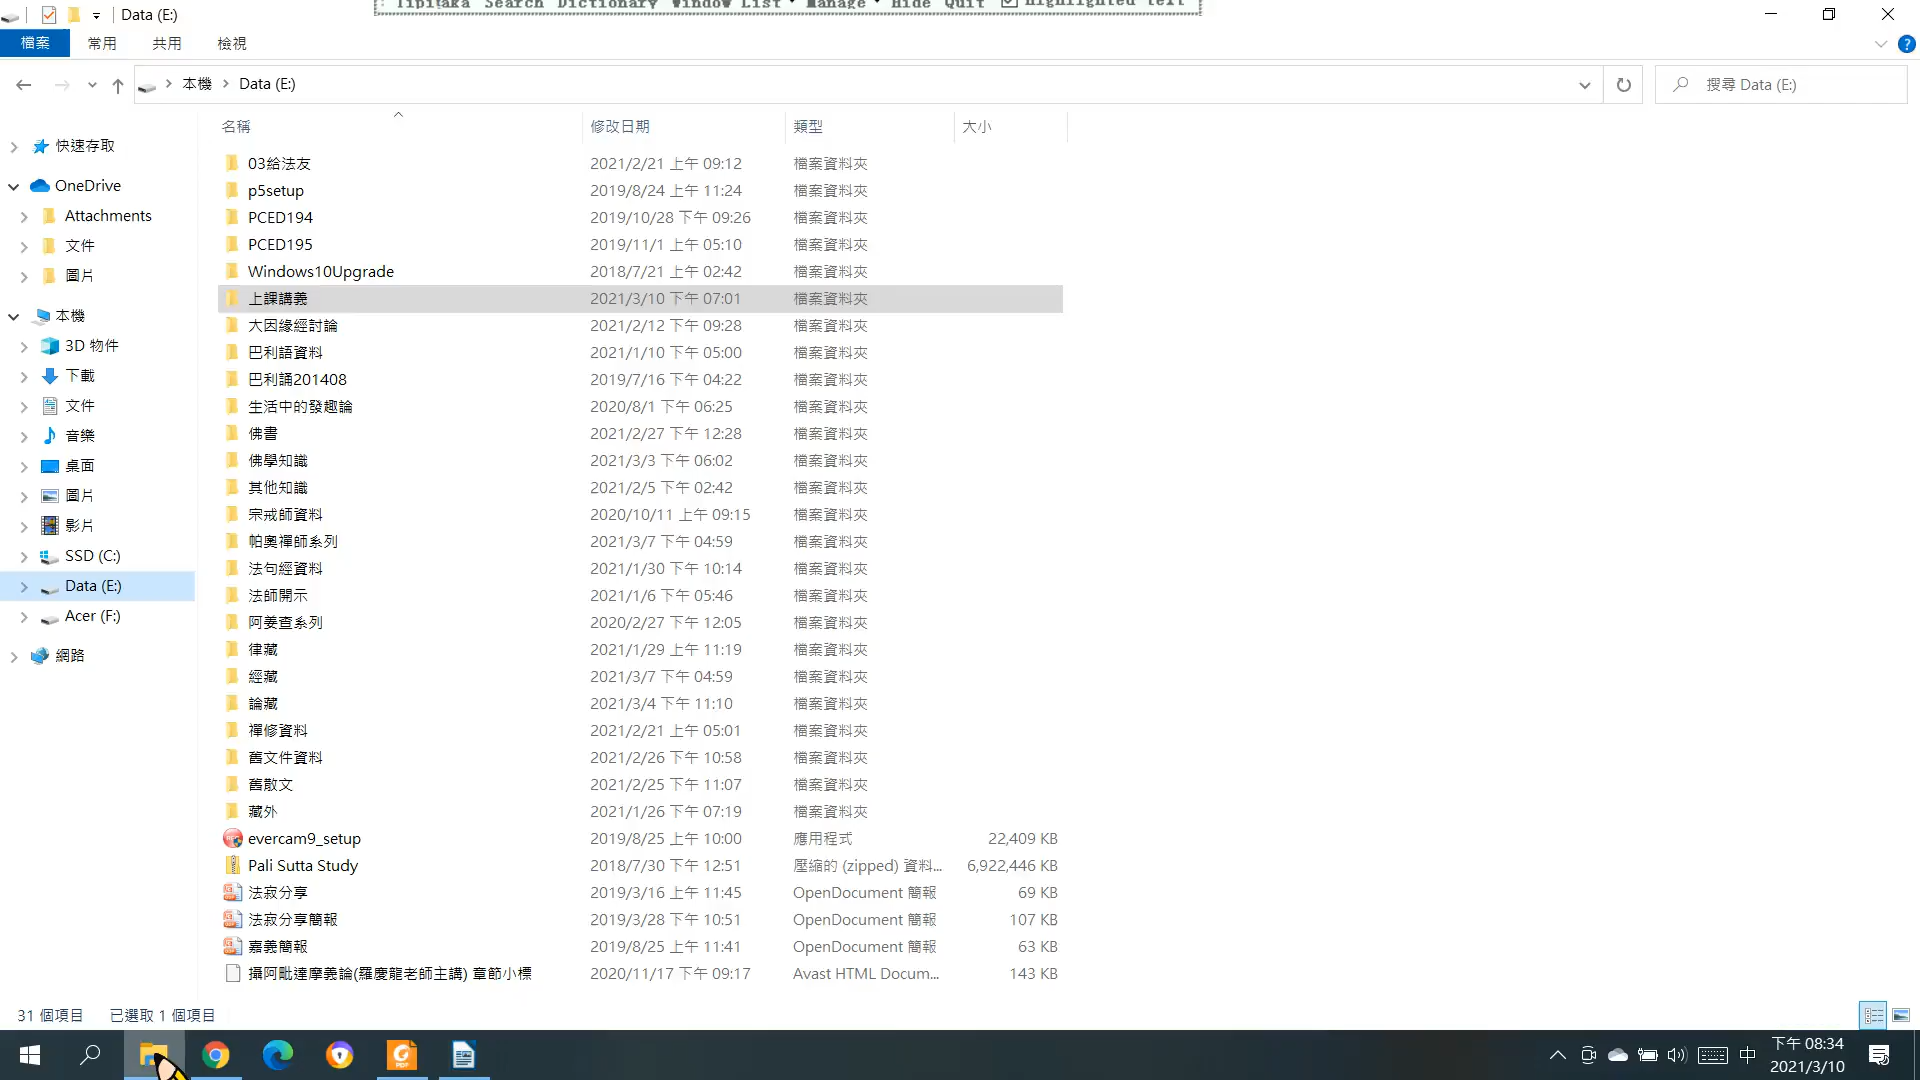 Data (E:)
Tipiṭaka Search Dictionary Window List Manage Hide Quit Highlighted text
檔案 常用 共用 檢視
本機 Data (E:)
搜尋 Data (E:)
名稱 修改日期 類型 大小
快速存取
OneDrive
Attachments
文件
圖片
本機
3D 物件
下載
文件
音樂
桌面
圖片
影片
SSD (C:)
Data (E:)
Acer (F:)
網路
03給法友 2021/2/21 上午 09:12 檔案資料夾
p5setup 2019/8/24 上午 11:24 檔案資料夾
PCED194 2019/10/28 下午 09:26 檔案資料夾
PCED195 2019/11/1 上午 05:10 檔案資料夾
Windows10Upgrade 2018/7/21 上午 02:42 檔案資料夾
上課講義 2021/3/10 下午 07:01 檔案資料夾
大因緣經討論 2021/2/12 下午 09:28 檔案資料夾
巴利語資料 2021/1/10 下午 05:00 檔案資料夾
巴利誦201408 2019/7/16 下午 04:22 檔案資料夾
生活中的發趣論 2020/8/1 下午 06:25 檔案資料夾
佛書 2021/2/27 下午 12:28 檔案資料夾
佛學知識 2021/3/3 下午 06:02 檔案資料夾
其他知識 2021/2/5 下午 02:42 檔案資料夾
宗戒師資料 2020/10/11 上午 09:15 檔案資料夾
帕奧禪師系列 2021/3/7 下午 04:59 檔案資料夾
法句經資料 2021/1/30 下午 10:14 檔案資料夾
法師開示 2021/1/6 下午 05:46 檔案資料夾
阿姜查系列 2020/2/27 下午 12:05 檔案資料夾
律藏 2021/1/29 上午 11:19 檔案資料夾
經藏 2021/3/7 下午 04:59 檔案資料夾
論藏 2021/3/4 下午 11:10 檔案資料夾
禪修資料 2021/2/21 上午 05:01 檔案資料夾
舊文件資料 2021/2/26 下午 10:58 檔案資料夾
舊散文 2021/2/25 下午 11:07 檔案資料夾
藏外 2021/1/26 下午 07:19 檔案資料夾
evercam9_setup 2019/8/25 上午 10:00 應用程式 22,409 KB
Pali Sutta Study 2018/7/30 下午 12:51 壓縮的 (zipped) 資料... 6,922,446 KB
法寂分享 2019/3/16 上午 11:45 OpenDocument 簡報 69 KB
法寂分享簡報 2019/3/28 下午 10:51 OpenDocument 簡報 107 KB
嘉義簡報 2019/8/25 上午 11:41 OpenDocument 簡報 63 KB
攝阿毗達摩義論(羅慶龍老師主講) 章節小標 2020/11/17 下午 09:17 Avast HTML Docum... 143 KB
31 個項目 已選取 1 個項目
中
下午 08:34
2021/3/10